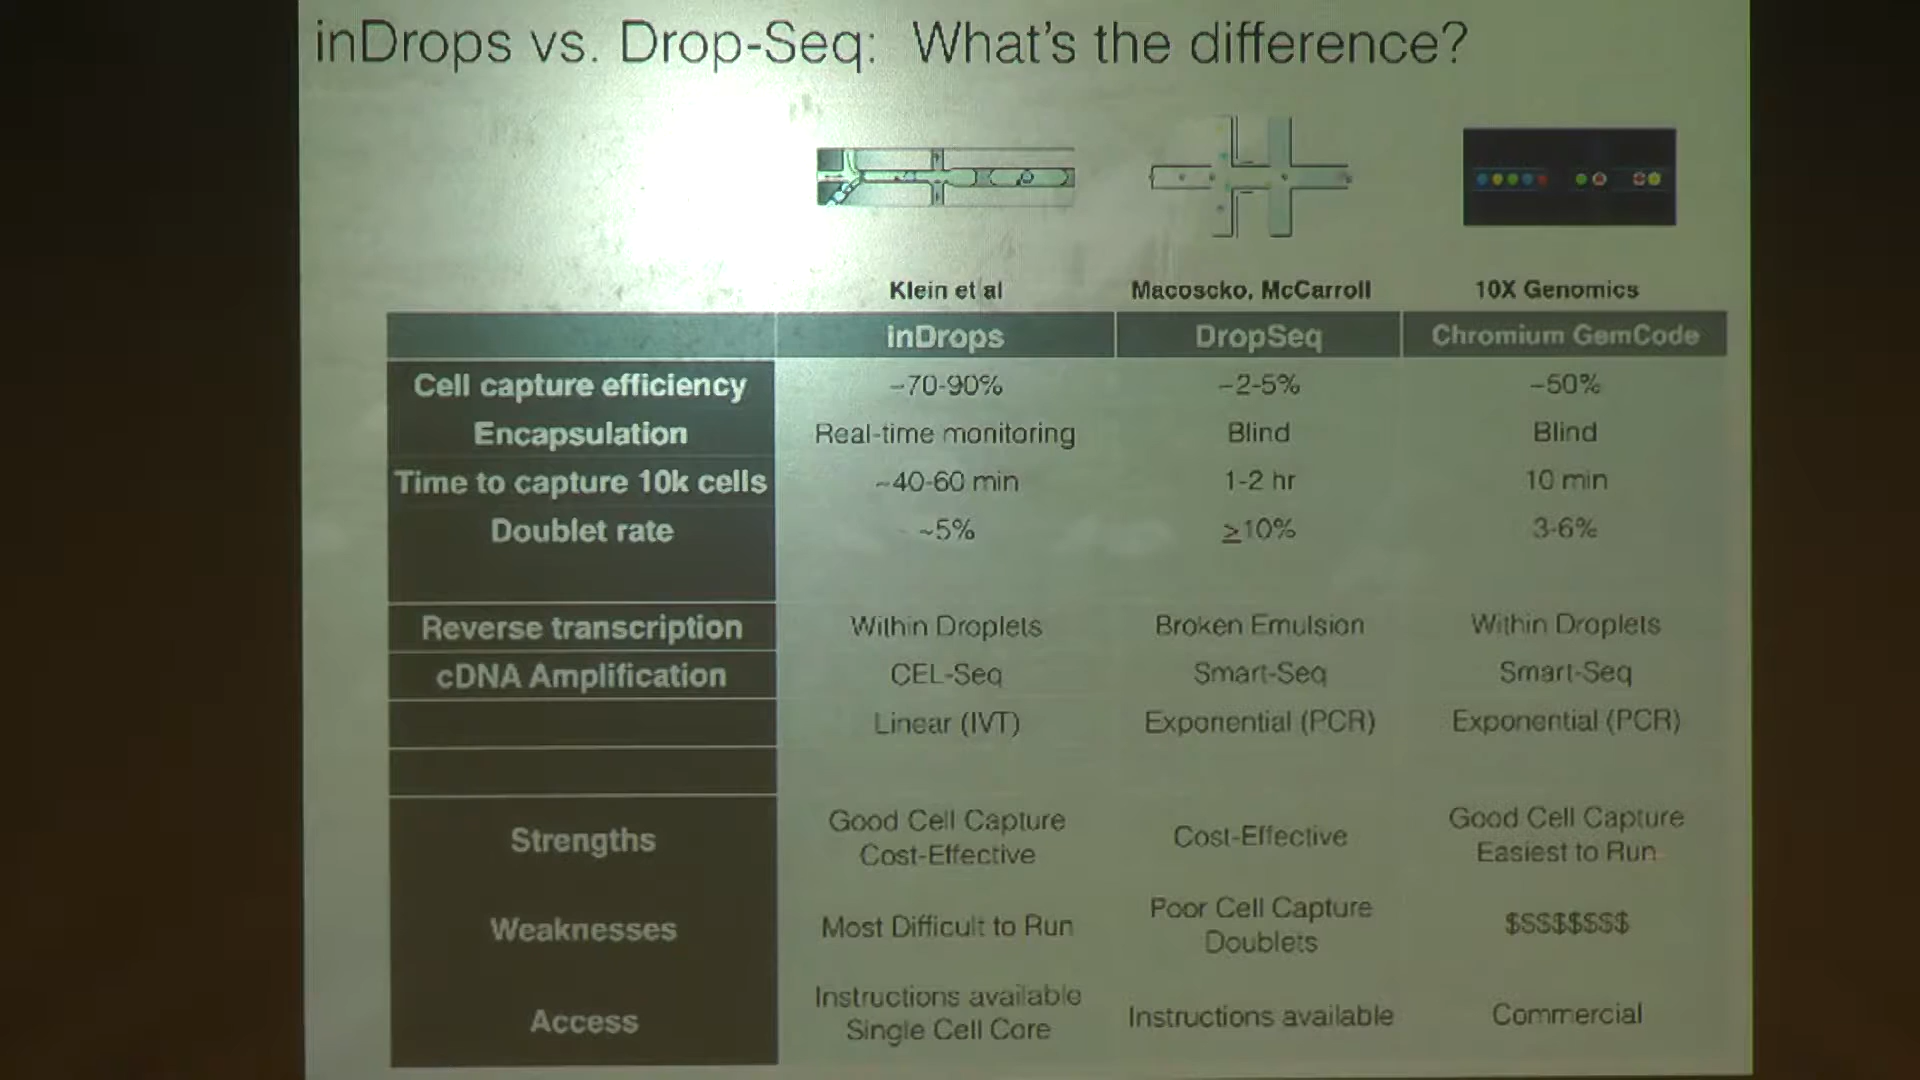 inDrops vs. Drop-Seq: What's the difference?
Klein et al Macoscko, McCarroll 10X Genomics
inDrops DropSeq Chromium GemCode
Cell capture efficiency ~70-90% ~2-5% ~50%
Encapsulation Real-time monitoring Blind Blind
Time to capture 10k cells ~40-60 min 1-2 hr 10 min
Doublet rate ~5% ≥10% 3-6%
Reverse transcription Within Droplets Broken Emulsion Within Droplets
cDNA Amplification CEL-Seq Smart-Seq Smart-Seq
Linear (IVT) Exponential (PCR) Exponential (PCR)
Strengths Good Cell Capture Cost-Effective Cost-Effective Good Cell Capture Easiest to Run
Weaknesses Most Difficult to Run Poor Cell Capture Doublets $$$$$$$$
Access Instructions available Single Cell Core Instructions available Commercial